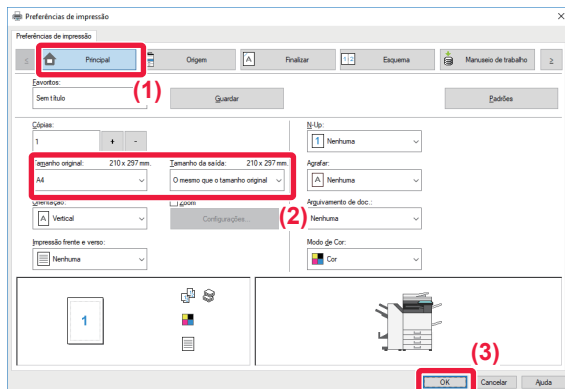 Preferências de impressão
Preferências de impressão
Principal
Origem
Finalizar
Esquema
Manuseio de trabalho
(1)
Favoritos:
Sem título
Guardar
Padrões
Cópias:
1
+ -
N-Up:
1 Nenhuma
Tamanho original: 210 x 297 mm.
A4
Tamanho da saída: 210 x 297 mm.
O mesmo que o tamanho original
Agrafar:
A Nenhuma
(2)
Orientação:
A Vertical
Zoom
Configurações...
Arquivamento de doc.:
Nenhuma
Impressão frente e verso:
Nenhuma
Modo de Cor:
Cor
1
(3)
OK Cancelar Ajuda